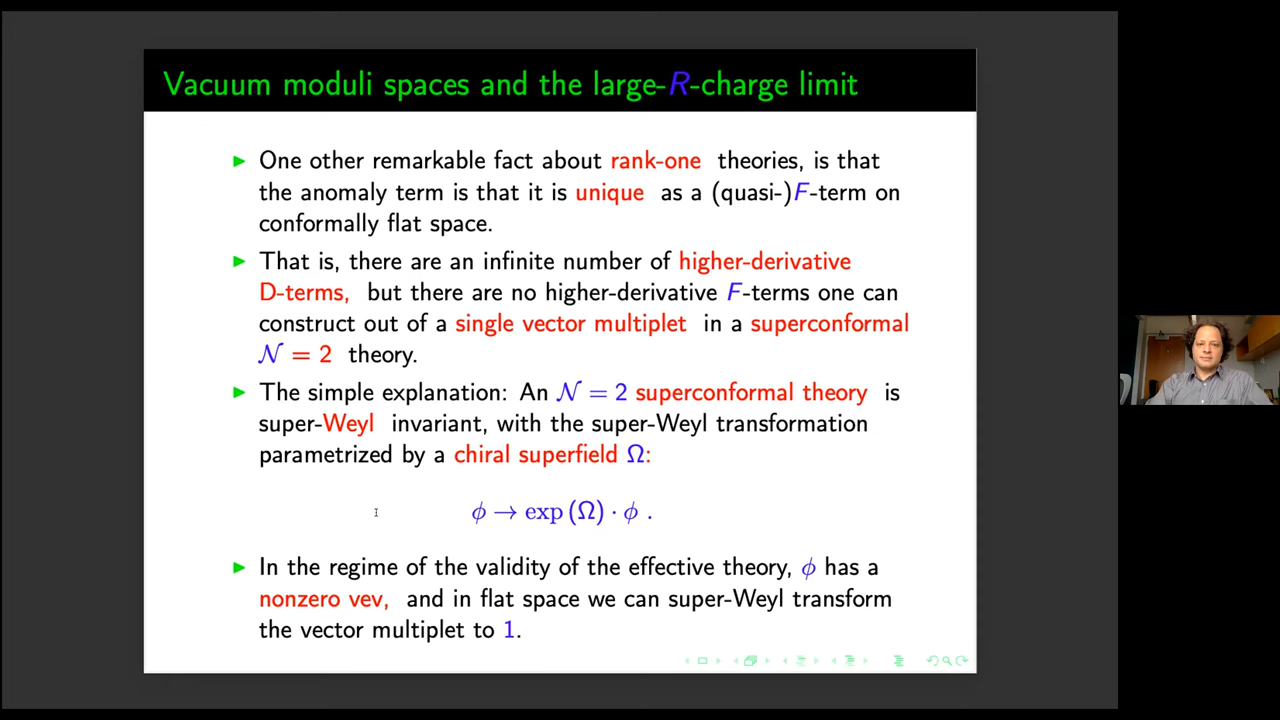 Vacuum moduli spaces and the large-R-charge limit
▶ One other remarkable fact about rank-one theories, is that
the anomaly term is that it is unique as a (quasi-)F-term on
conformally flat space.
▶ That is, there are an infinite number of higher-derivative
D-terms, but there are no higher-derivative F-terms one can
construct out of a single vector multiplet in a superconformal
𝒩 = 2 theory.
▶ The simple explanation: An 𝒩 = 2 superconformal theory is
super-Weyl invariant, with the super-Weyl transformation
parametrized by a chiral superfield Ω:
ϕ → exp (Ω) · ϕ .
▶ In the regime of the validity of the effective theory, ϕ has a
nonzero vev, and in flat space we can super-Weyl transform
the vector multiplet to 1.